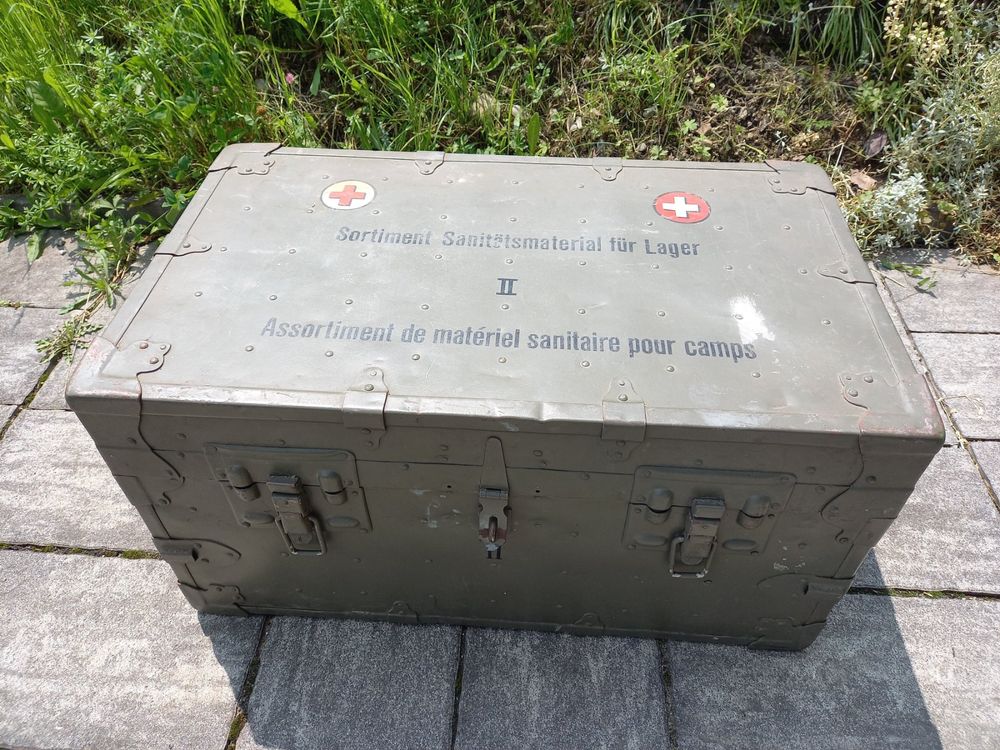 Sortiment Sanitätsmaterial für Lager
II
Assortiment de matériel sanitaire pour camps